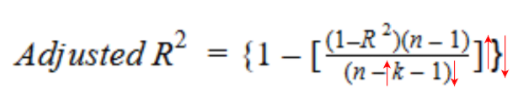 Adjusted R² = {1 – [(1–R²)(n – 1)/(n – k – 1)]}